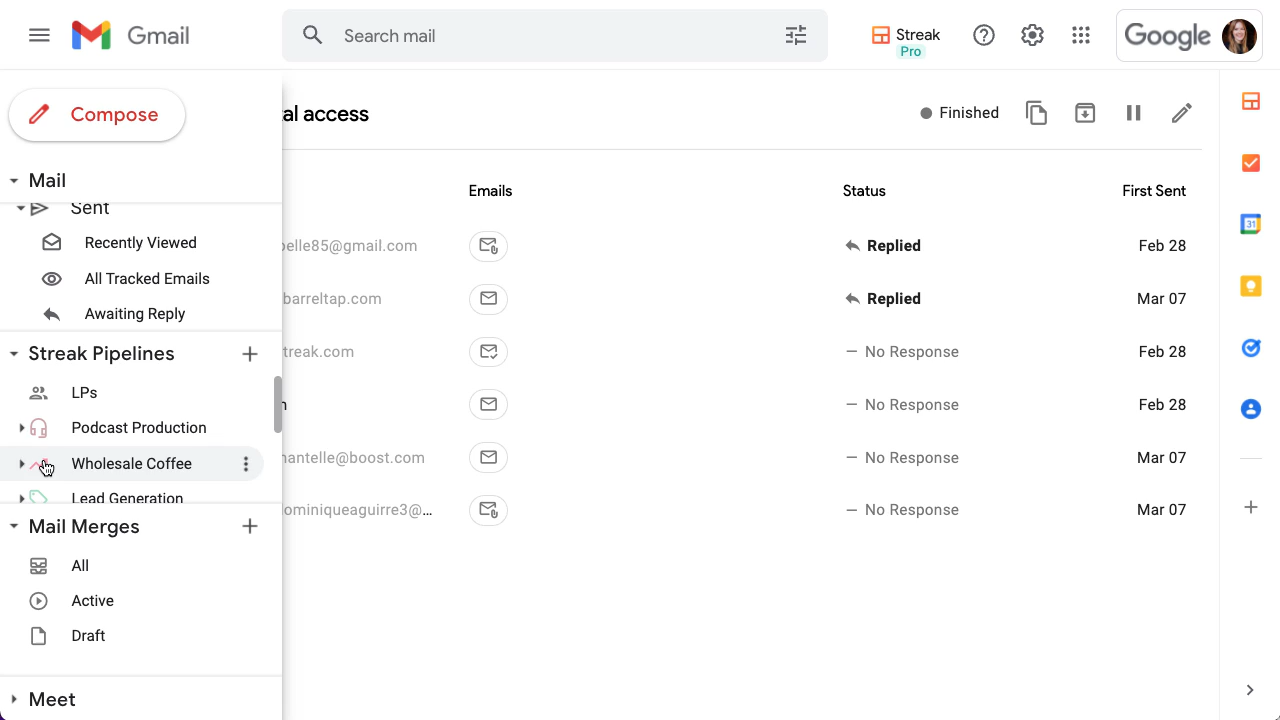 Gmail
Search mail
Streak
Pro
Google
Compose
al access
Finished
Mail
Sent
Recently Viewed
All Tracked Emails
Awaiting Reply
Streak Pipelines
LPs
Podcast Production
Wholesale Coffee
Lead Generation
Mail Merges
All
Active
Draft
Meet
Emails
Status
First Sent
elle85@gmail.com
Replied
Feb 28
barreltap.com
Replied
Mar 07
treak.com
— No Response
Feb 28
— No Response
Feb 28
antelle@boost.com
— No Response
Mar 07
ominiqueaguirre3@...
— No Response
Mar 07
31